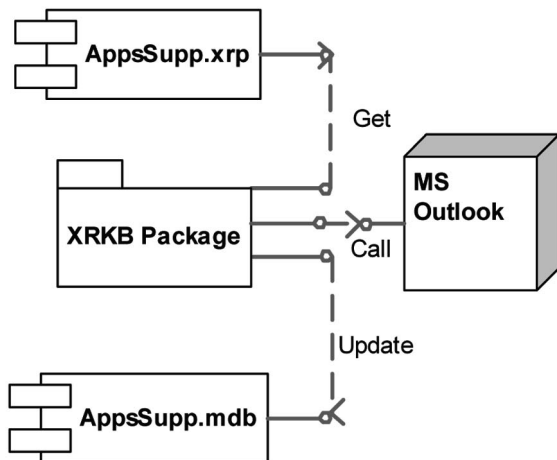 AppsSupp.xrp
Get
MS
Outlook
XRKB Package
Call
Update
AppsSupp.mdb